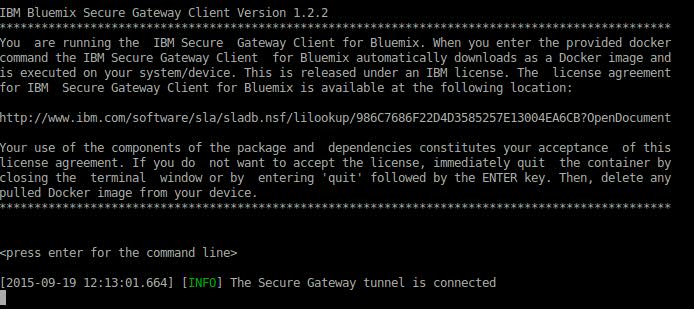 IBM Bluemix Secure Gateway Client Version 1.2.2
************************************************************************************************
You  are running the  IBM Secure  Gateway Client for Bluemix. When you enter the provided docker
command the IBM Secure Gateway Client  for Bluemix automatically downloads as a Docker image and
is executed on your system/device. This is released under an IBM license. The  license agreement
for IBM  Secure Gateway Client for Bluemix is available at the following location:
http://www.ibm.com/software/sla/sladb.nsf/lilookup/986C7686F22D4D3585257E13004EA6CB?OpenDocument
Your use of the components of the package and  dependencies constitutes your acceptance  of this
license agreement. If you do  not want to accept the license, immediately quit  the container by
closing the  terminal  window or by  entering 'quit' followed by the ENTER key. Then, delete any
pulled Docker image from your device.
************************************************************************************************
<press enter for the command line>
[2015-09-19 12:13:01.664] [INFO] The Secure Gateway tunnel is connected